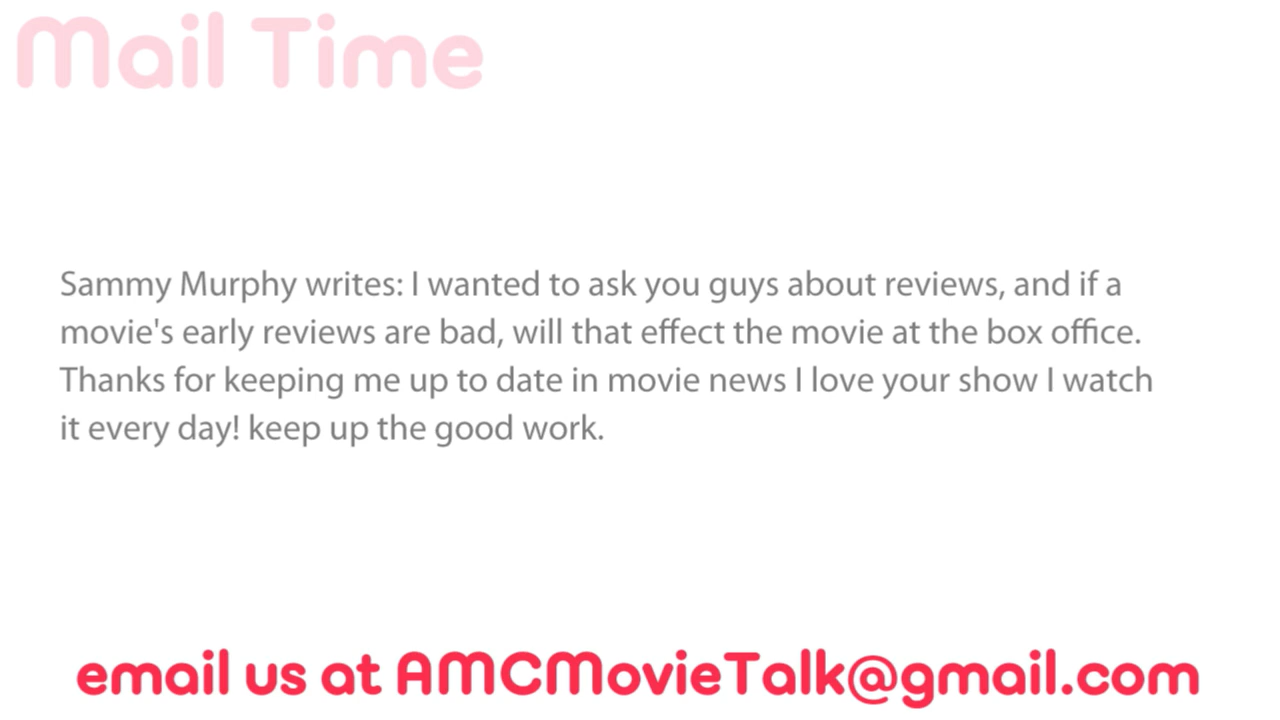 Mail Time
Sammy Murphy writes: I wanted to ask you guys about reviews, and if a
movie's early reviews are bad, will that effect the movie at the box office.
Thanks for keeping me up to date in movie news I love your show I watch
it every day! keep up the good work.
email us at AMCMovieTalk@gmail.com